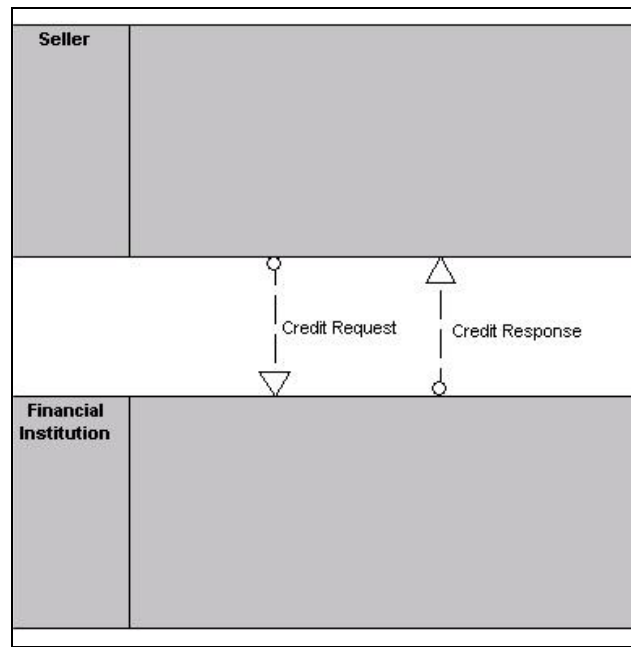 Seller
Credit Request
Credit Response
Financial
Institution